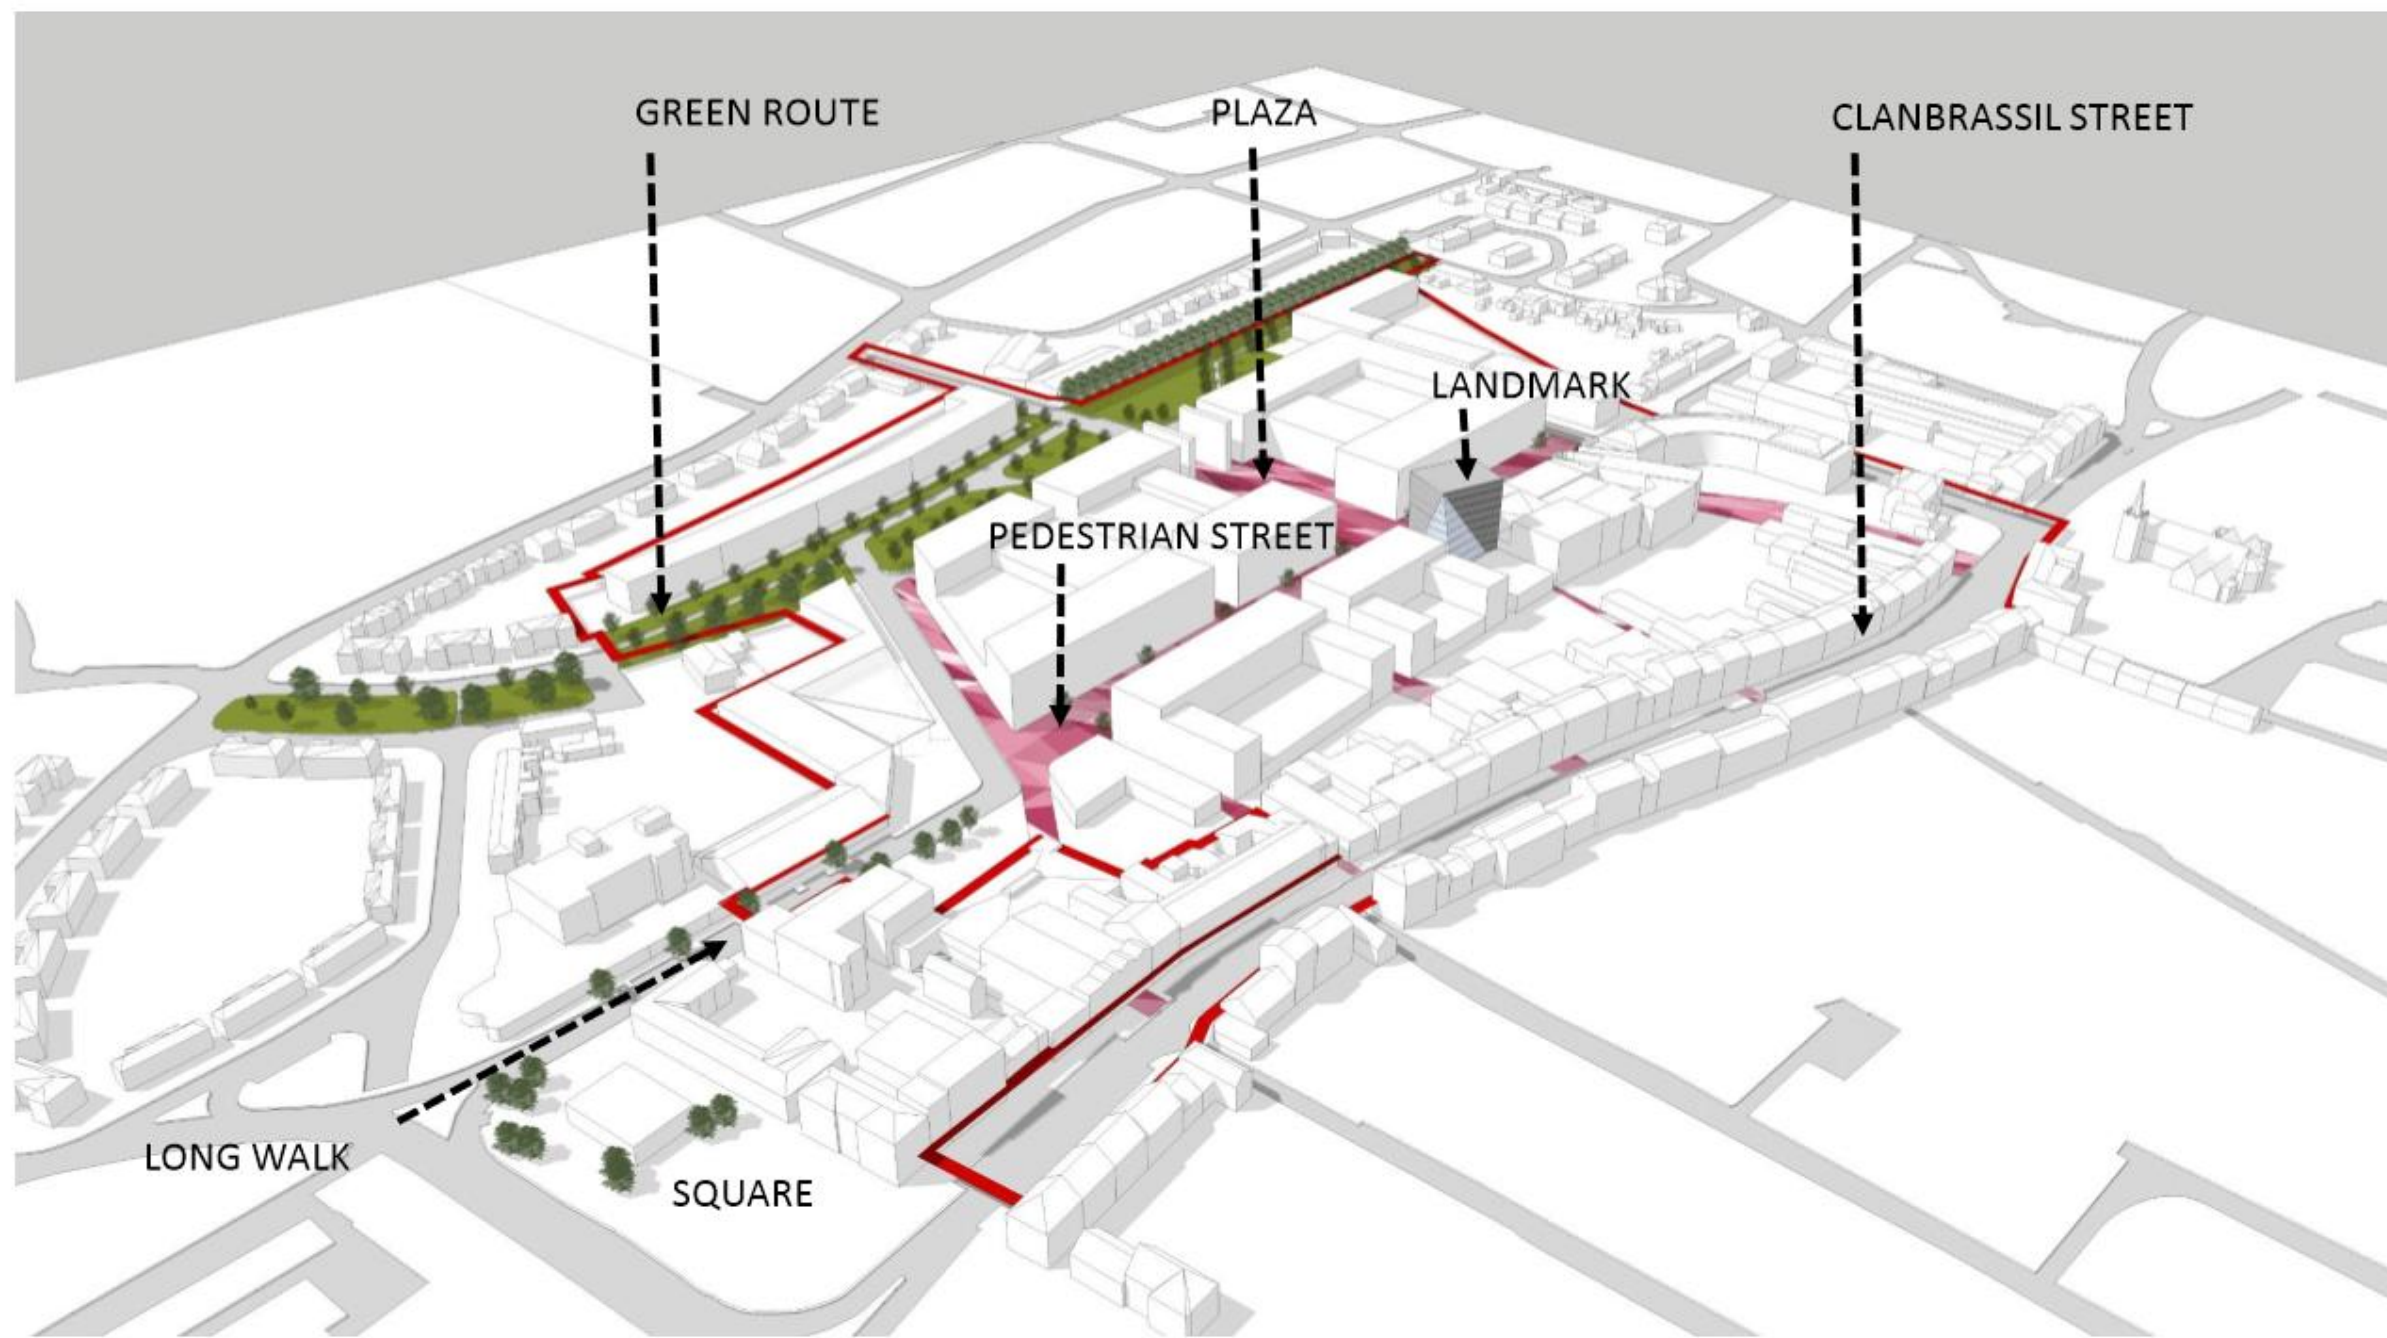 GREEN ROUTE
PLAZA
CLANBRASSIL STREET
LANDMARK
PEDESTRIAN STREET
LONG WALK
SQUARE